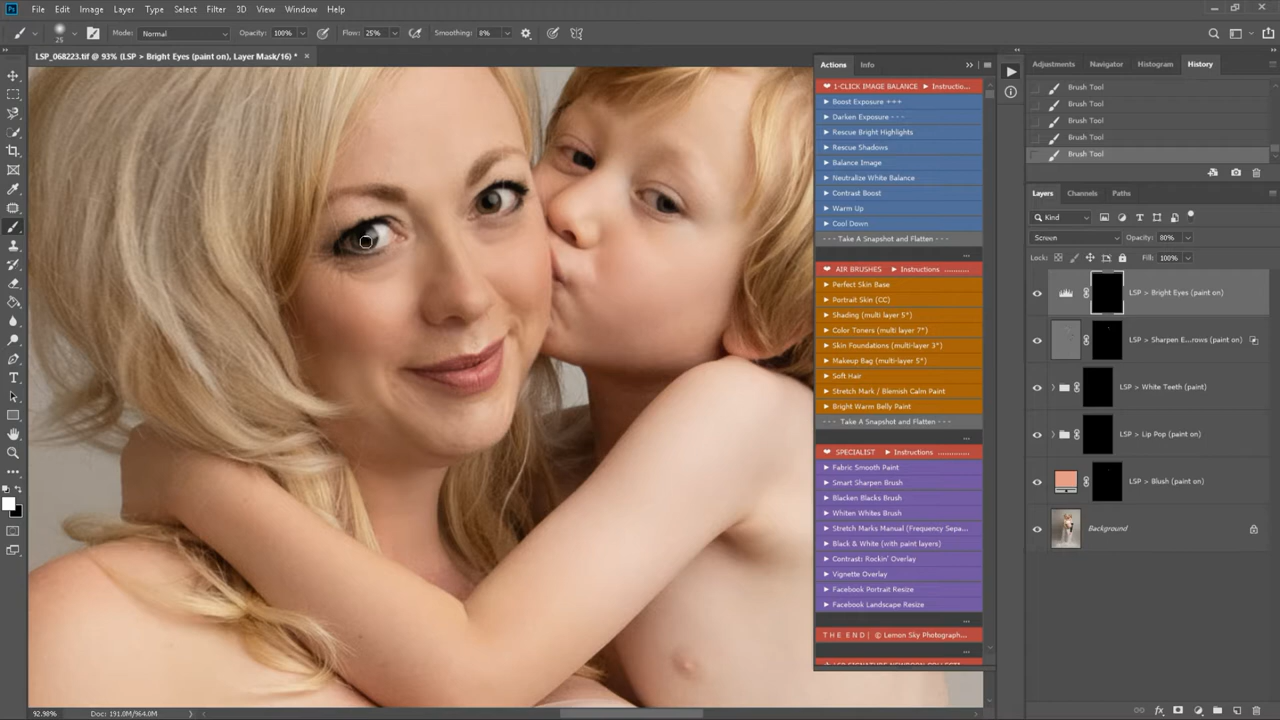 Ps File Edit Image Layer Type Select Filter 3D View Window Help
25 Mode: Normal Opacity: 100% Flow: 25% Smoothing: 8%
LSP_068223.tif @ 93% (LSP > Bright Eyes (paint on), Layer Mask/16) * ×
Actions Info
1-CLICK IMAGE BALANCE ► Instructio...
Boost Exposure +++
Darken Exposure - - -
Rescue Bright Highlights
Rescue Shadows
Balance Image
Neutralize White Balance
Contrast Boost
Warm Up
Cool Down
- - - Take A Snapshot and Flatten - - -
...
AIR BRUSHES ► Instructions ..........
Perfect Skin Base
Portrait Skin (CC)
Shading (multi layer 5*)
Color Toners (multi layer 7*)
Skin Foundations (multi-layer 3*)
Makeup Bag (multi-layer 5*)
Soft Hair
Stretch Mark / Blemish Calm Paint
Bright Warm Belly Paint
- - - Take A Snapshot and Flatten - - -
...
SPECIALIST ► Instructions ..............
Fabric Smooth Paint
Smart Sharpen Brush
Blacken Blacks Brush
Whiten Whites Brush
Stretch Marks Manual (Frequency Sepa...
Black & White (with paint layers)
Contrast: Rockin' Overlay
Vignette Overlay
Facebook Portrait Resize
Facebook Landscape Resize
...
T H E E N D | © Lemon Sky Photograph...
...
Adjustments Navigator Histogram History
Brush Tool
Brush Tool
Brush Tool
Brush Tool
Brush Tool
Layers Channels Paths
Kind
Screen Opacity: 80%
Lock: Fill: 100%
LSP > Bright Eyes (paint on)
LSP > Sharpen E...rows (paint on)
LSP > White Teeth (paint)
LSP > Lip Pop (paint on)
LSP > Blush (paint on)
Background
92.98% Doc: 191.0M/964.0M